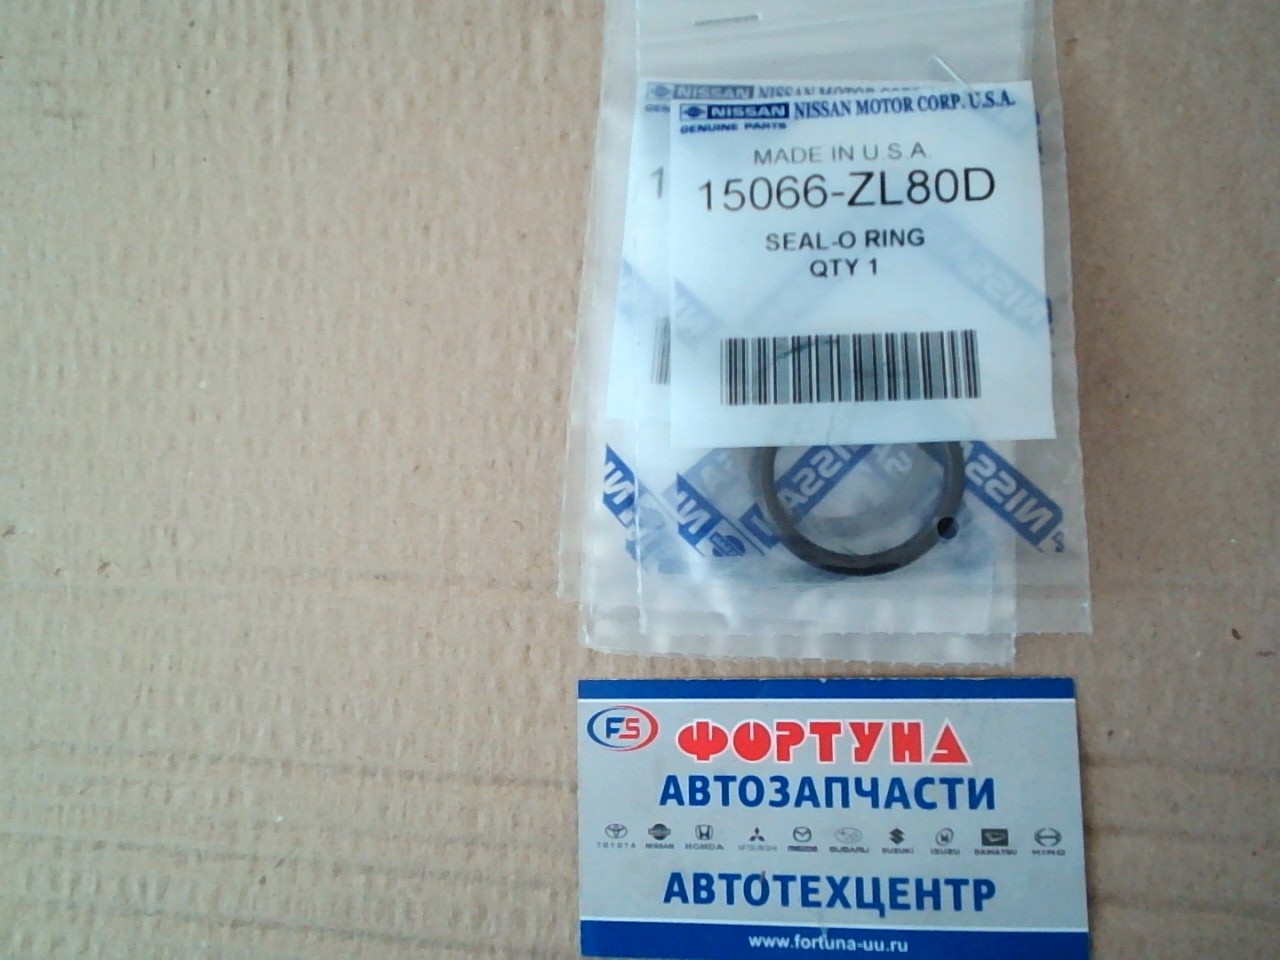 NISSAN NISSAN MOTOR CORP. U.S.A.
GENUINE PARTS
MADE IN U.S.A.
15066-ZL80D
SEAL-O RING
QTY 1
NISSAN
FS ФОРТУНА
АВТОЗАПЧАСТИ
TOYOTA NISSAN HONDA MITSUBISHI MAZDA SUBARU SUZUKI ISUZU DAIHATSU HINO
АВТОТЕХЦЕНТР
www.fortuna-uu.ru